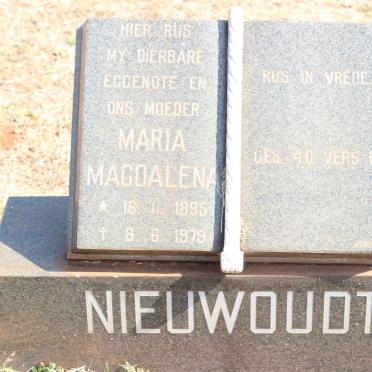 HIER RUS
MY DIERBARE
EGGENOTE EN
ONS MOEDER
MARIA
MAGDALENA
* 16. 11. 1895
† 8. 6. 1979
RUS IN VREDE
GES. 40 VERS.
NIEUWOUDT